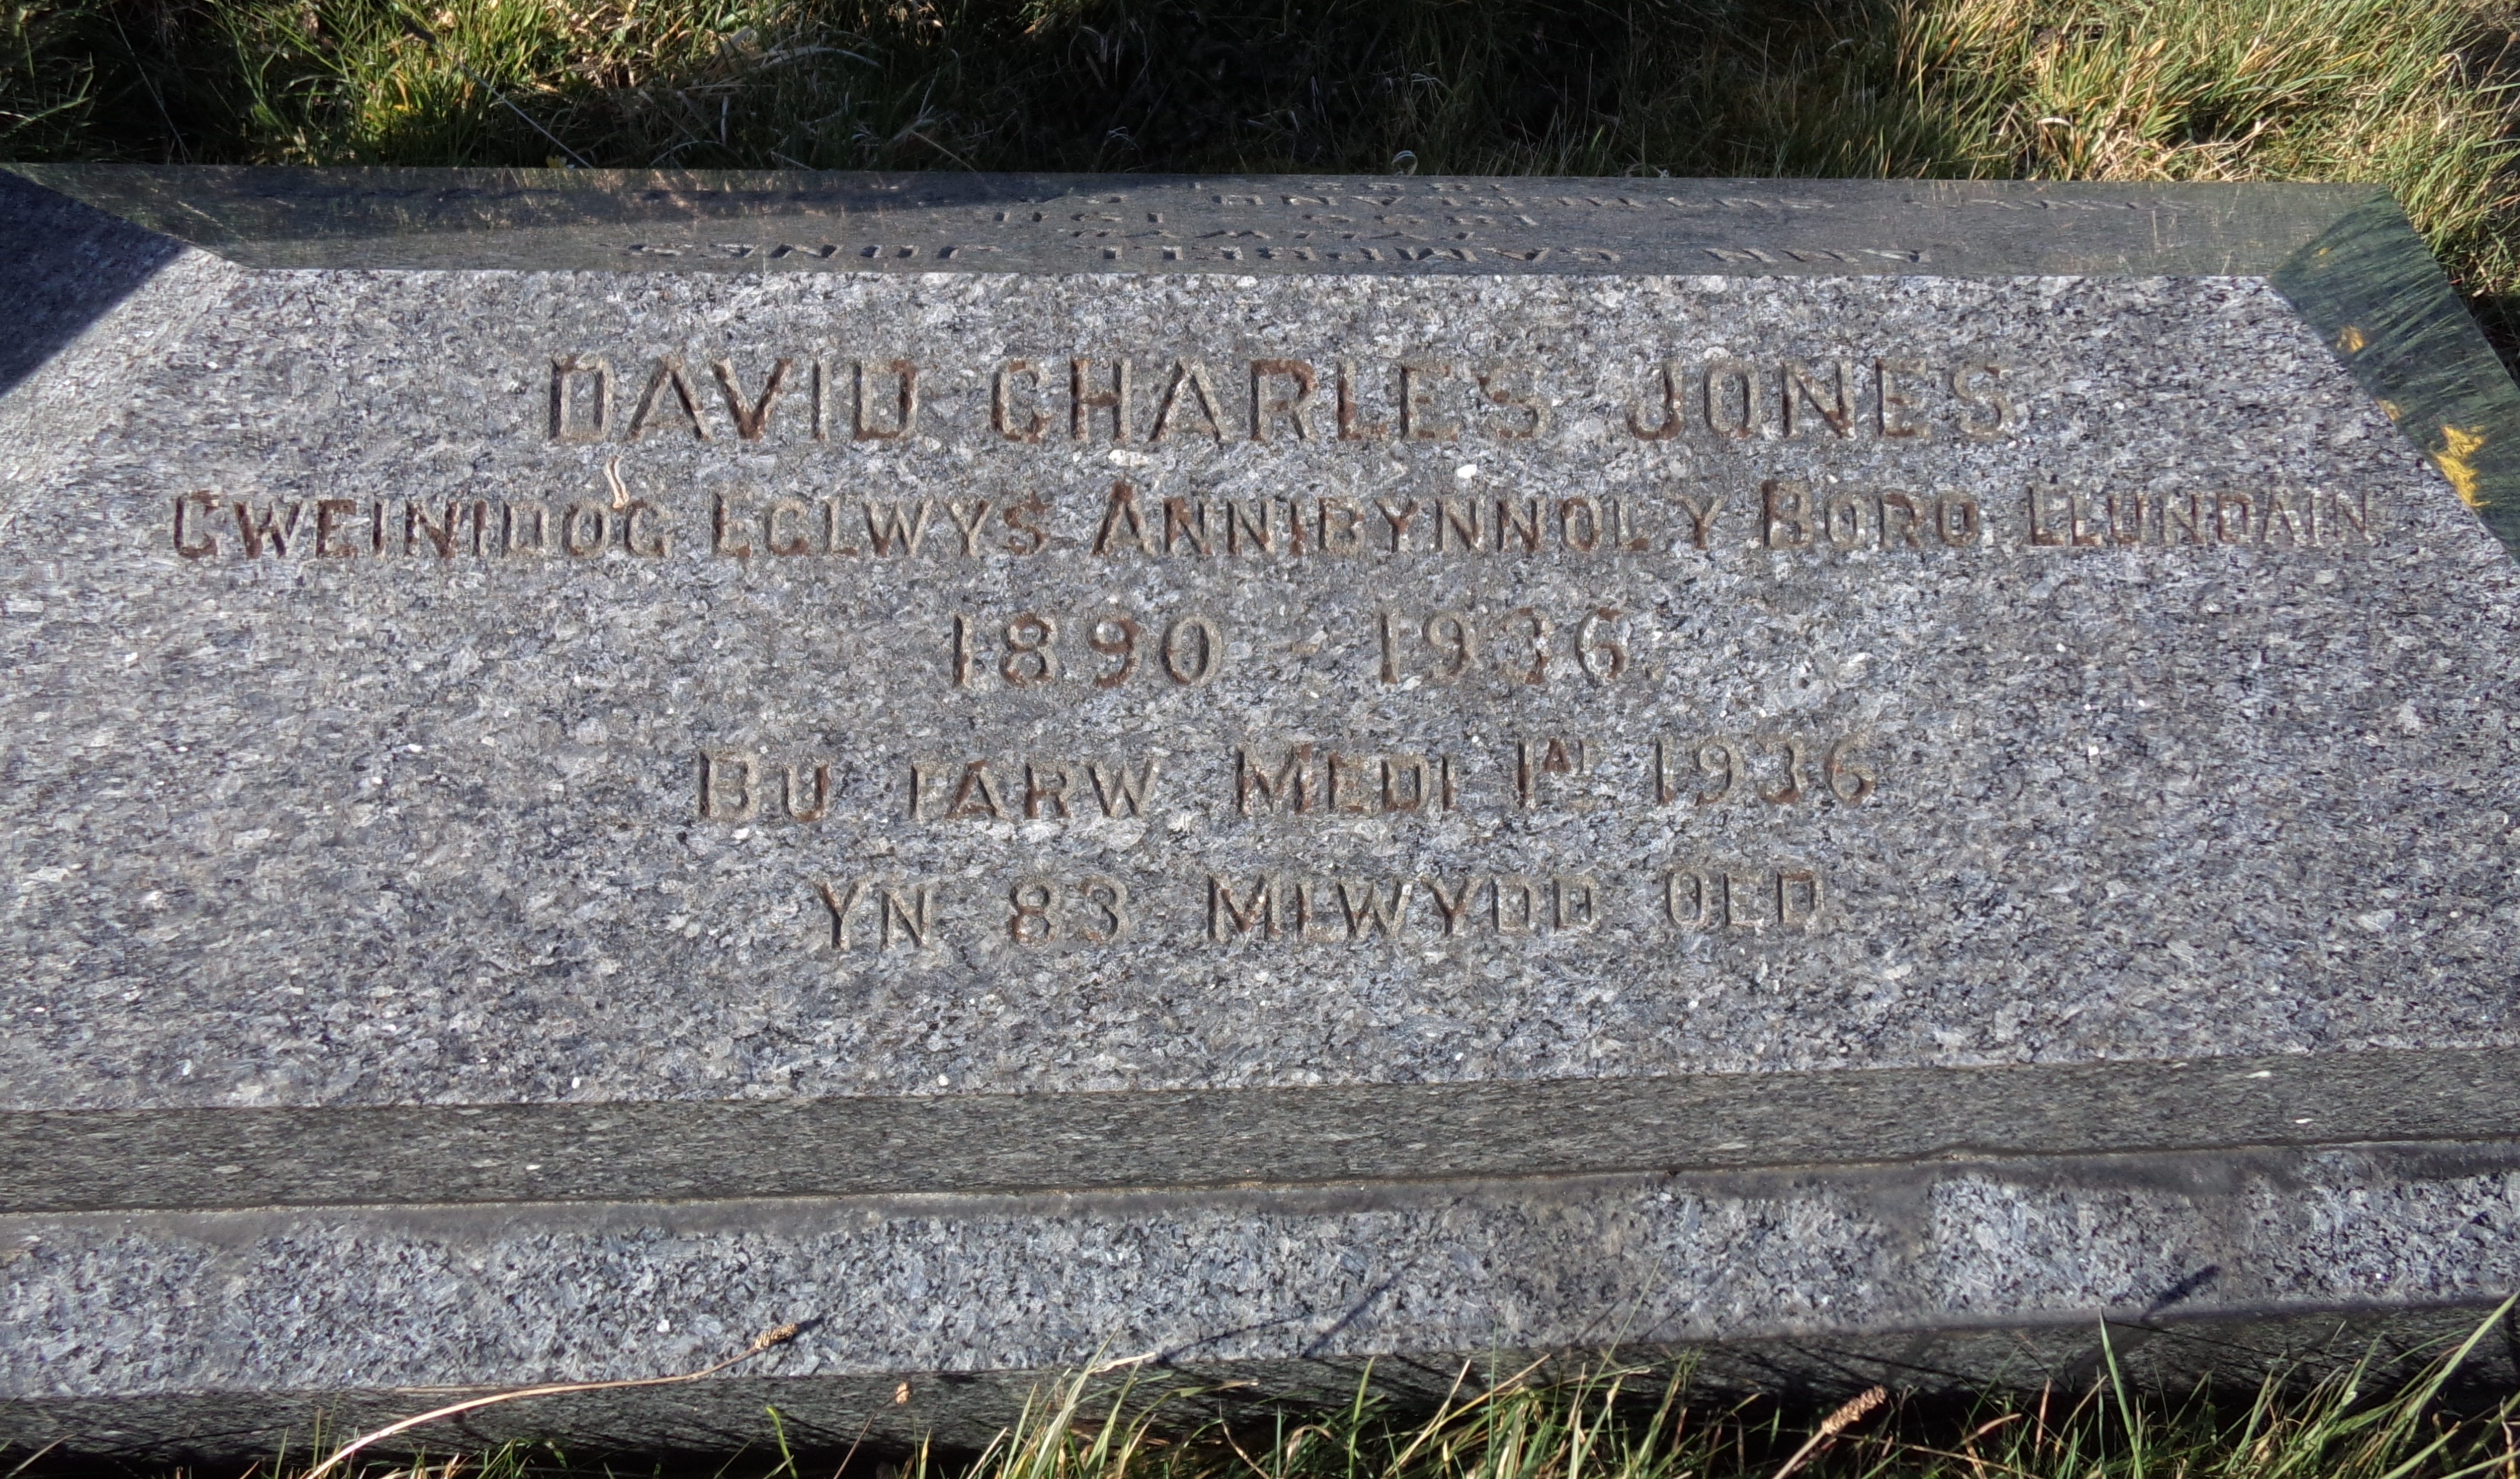 DAVID CHARLES JONES
GWEINIDOG EGLWYS ANNIBYNNOL Y BORO LLUNDAIN
1890 - 1936
BU FARW MEDI 1AF 1936
YN 83 MLWYDD OED